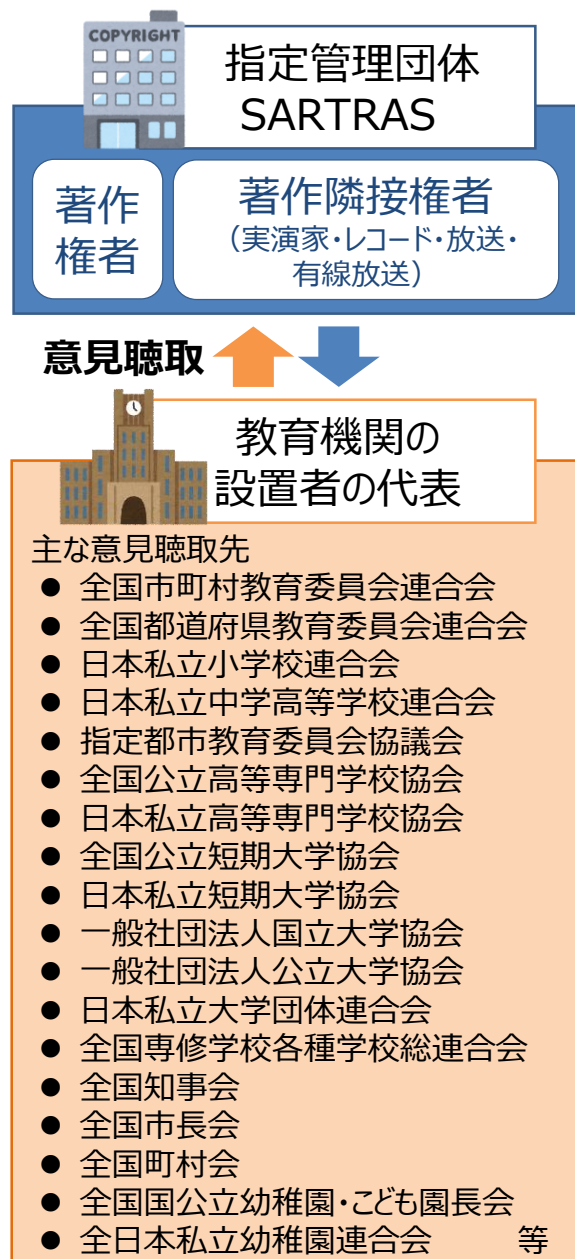 COPYRIGHT
指定管理団体
SARTRAS
著作
権者
著作隣接権者
（実演家・レコード・放送・
有線放送）
意見聴取
教育機関の
設置者の代表
主な意見聴取先
● 全国市町村教育委員会連合会
● 全国都道府県教育委員会連合会
● 日本私立小学校連合会
● 日本私立中学高等学校連合会
● 指定都市教育委員会協議会
● 全国公立高等専門学校協会
● 日本私立高等専門学校協会
● 全国公立短期大学協会
● 日本私立短期大学協会
● 一般社団法人国立大学協会
● 一般社団法人公立大学協会
● 日本私立大学団体連合会
● 全国専修学校各種学校総連合会
● 全国知事会
● 全国市長会
● 全国町村会
● 全国国公立幼稚園・こども園長会
● 全日本私立幼稚園連合会　　等